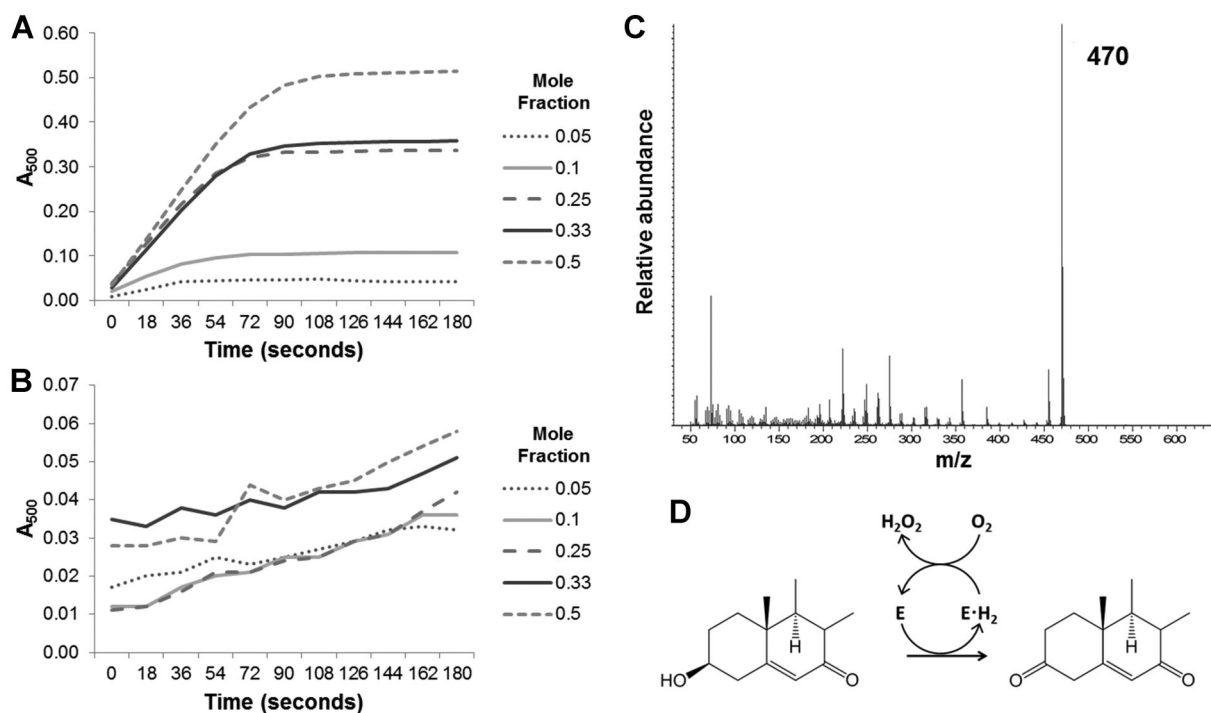 A
0.60
0.50
0.40
0.30
0.20
0.10
0.00
A500
0 18 36 54 72 90 108 126 144 162 180
Time (seconds)
Mole
Fraction
0.05
0.1
0.25
0.33
0.5
B
0.07
0.06
0.05
0.04
0.03
0.02
0.01
0.00
A500
0 18 36 54 72 90 108 126 144 162 180
Time (seconds)
Mole
Fraction
0.05
0.1
0.25
0.33
0.5
C
470
Relative abundance
50 100 150 200 250 300 350 400 450 500 550 600
m/z
D
H2O2 O2
E E·H2
H H
HO O O O